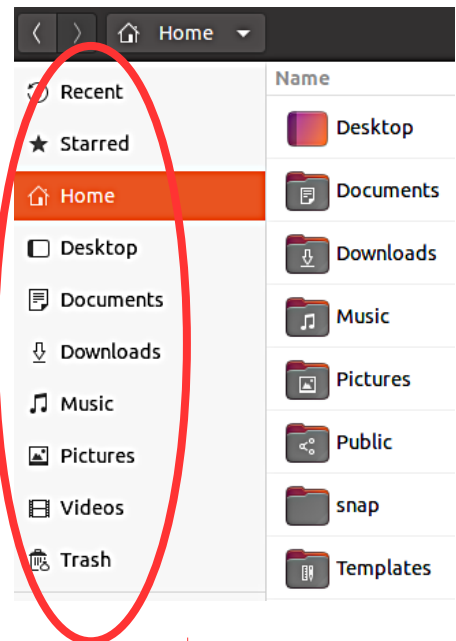 Home
Recent
Starred
Home
Desktop
Documents
Downloads
Music
Pictures
Videos
Trash
Name
Desktop
Documents
Downloads
Music
Pictures
Public
snap
Templates